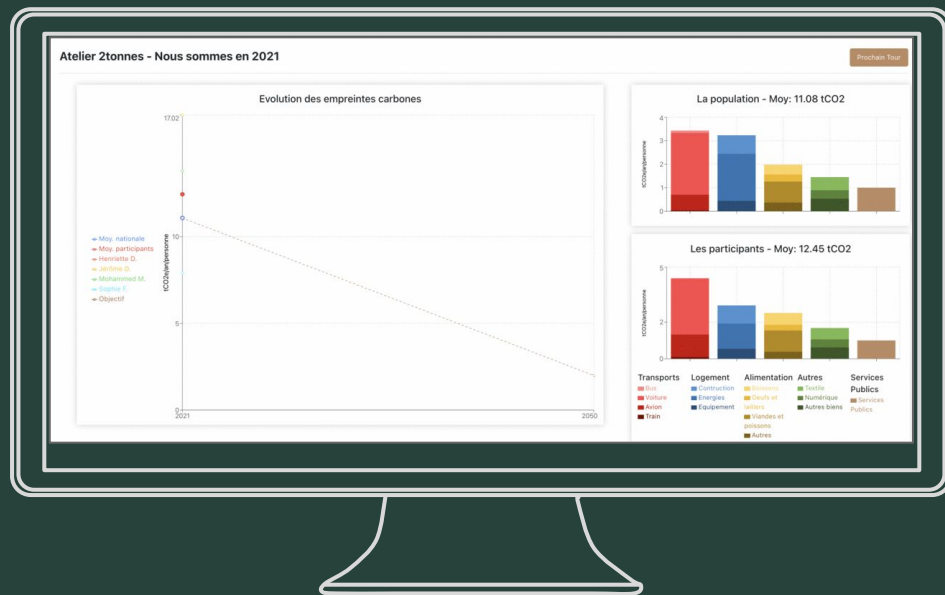 Atelier 2tonnes - Nous sommes en 2021
Prochain Tour
Evolution des empreintes carbones
17.02
10
5
0
2021
2050
tCO2e/an/personne
Moy. nationale
Moy. participants
Henriette D.
Jérôme D.
Mohammed M.
Sophie F.
Objectif
La population - Moy: 11.08 tCO2
4
3
2
1
0
tCO2e/an/personne
Les participants - Moy: 12.45 tCO2
5
2
0
tCO2e/an/personne
Transports
Bus
Voiture
Avion
Train
Logement
Contruction
Energies
Equipement
Alimentation
Boissons
Oeufs et
laitiers
Viandes et
poissons
Autres
Autres
Textile
Numérique
Autres biens
Services
Publics
Services
Publics